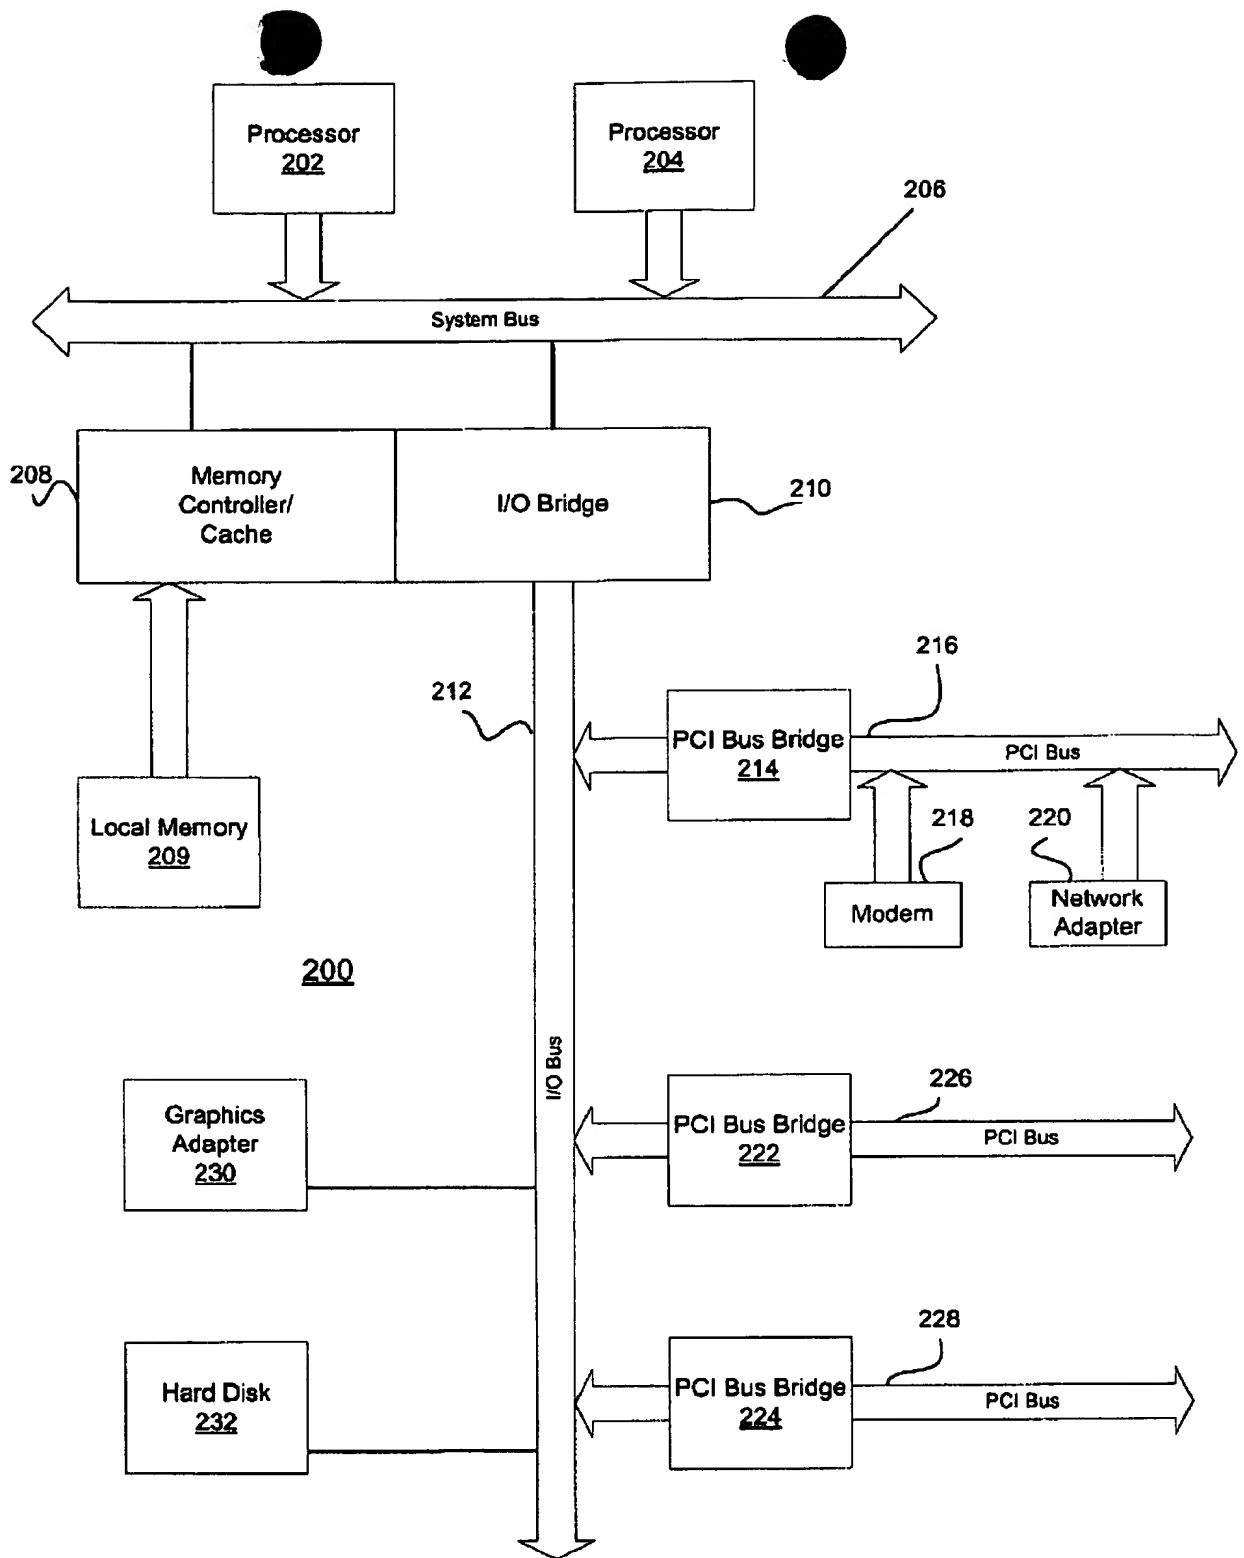 Processor
202
Processor
204
206
System Bus
208
Memory
Controller/
Cache
I/O Bridge
210
212
216
PCI Bus Bridge
214
PCI Bus
Local Memory
209
218
220
Modem
Network
Adapter
200
I/O Bus
Graphics
Adapter
230
PCI Bus Bridge
222
226
PCI Bus
Hard Disk
232
PCI Bus Bridge
224
228
PCI Bus